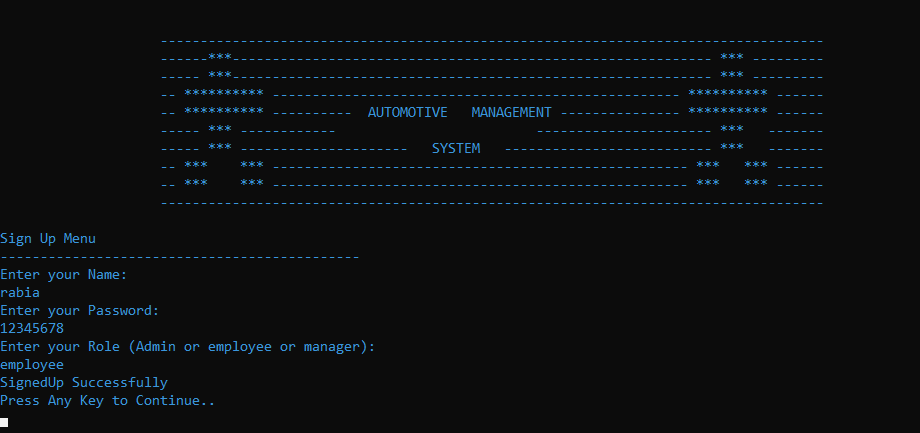 AUTOMOTIVE MANAGEMENT
SYSTEM
Sign Up Menu
Enter your Name:
rabia
Enter your Password:
12345678
Enter your Role (Admin or employee or manager):
employee
SignedUp Successfully
Press Any Key to Continue..